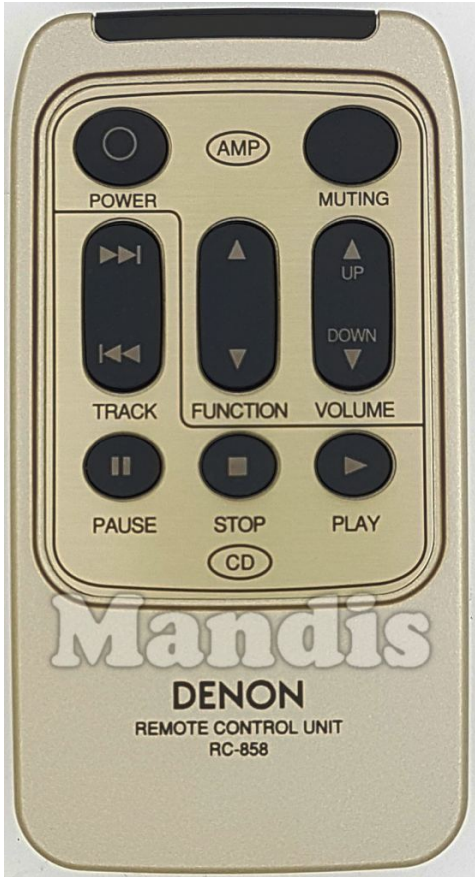 AMP
POWER
MUTING
UP
DOWN
TRACK
FUNCTION
VOLUME
PAUSE
STOP
PLAY
CD
Mandis
DENON
REMOTE CONTROL UNIT
RC-858